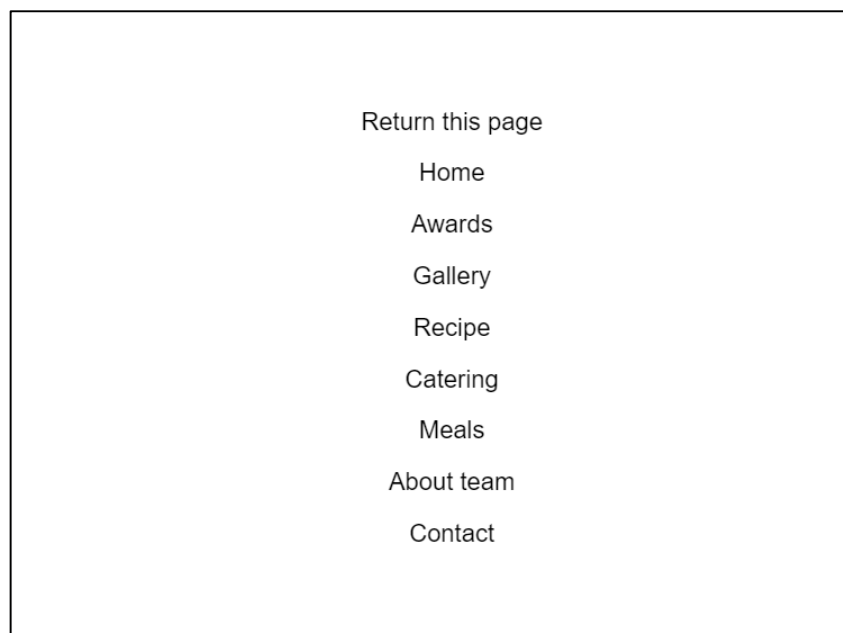 Return this page
Home
Awards
Gallery
Recipe
Catering
Meals
About team
Contact